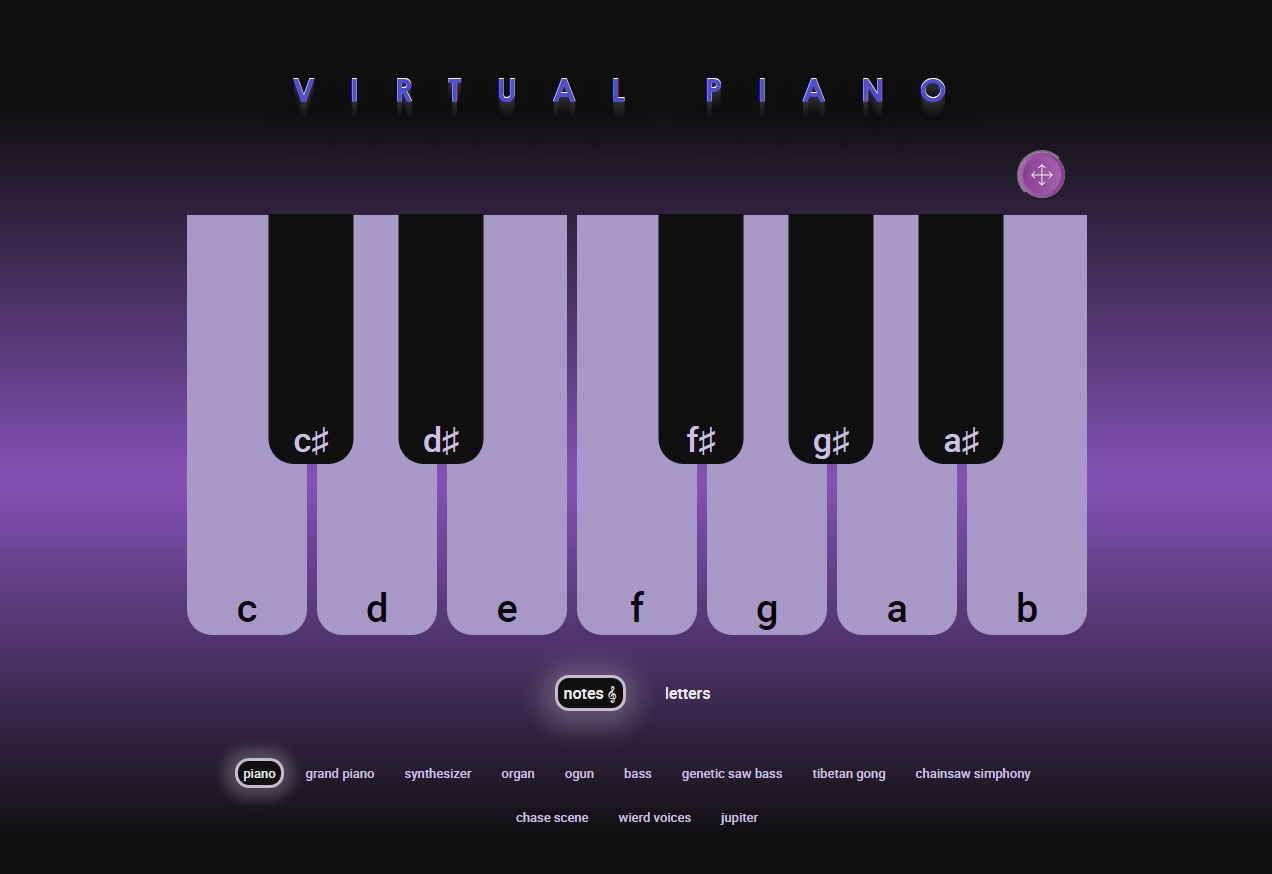 VIRTUAL PIANO
c♯ d♯ f♯ g♯ a♯
c d e f g a b
notes 𝄞 letters
piano grand piano synthesizer organ ogun bass genetic saw bass tibetan gong chainsaw simphony
chase scene wierd voices jupiter